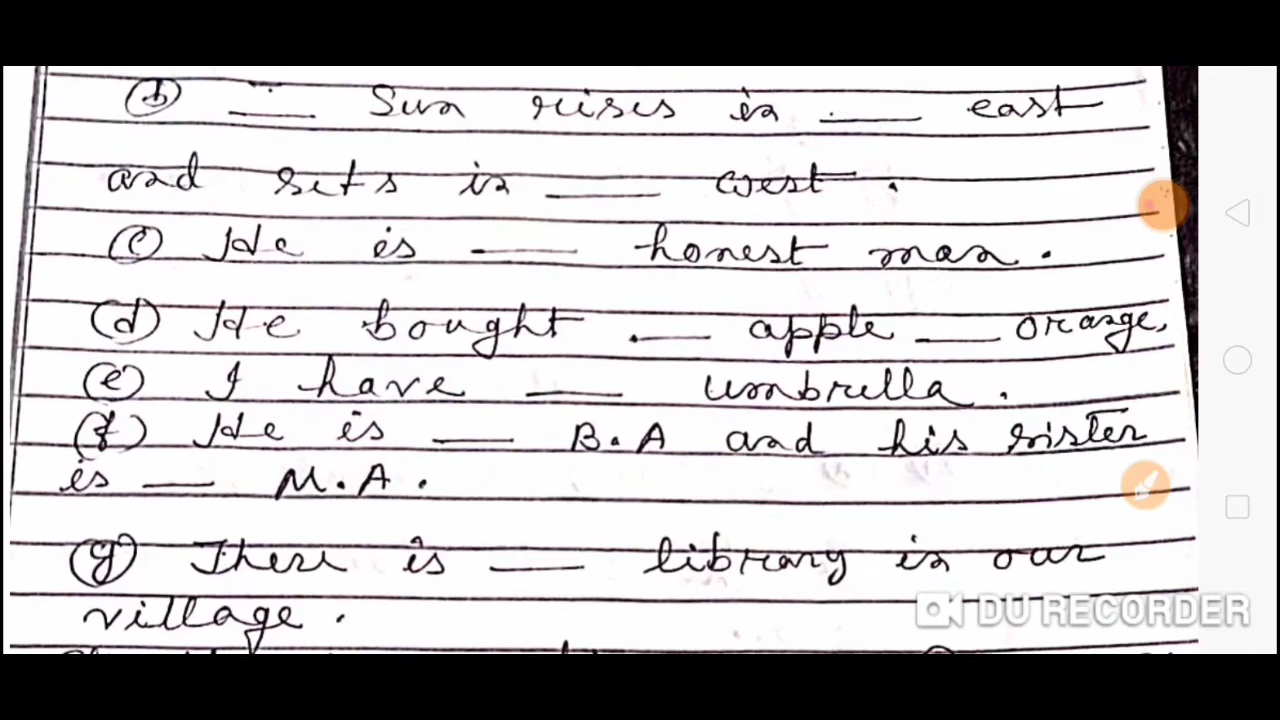 (b) ___ Sun rises in ___ east
and sets in ___ west.
(c) He is ___ honest man.
(d) He bought ___ apple ___ orange,
(e) I have ___ umbrella.
(f) He is ___ B.A and his sister
is ___ M.A.
(g) There is ___ library in our
village.
DU RECORDER